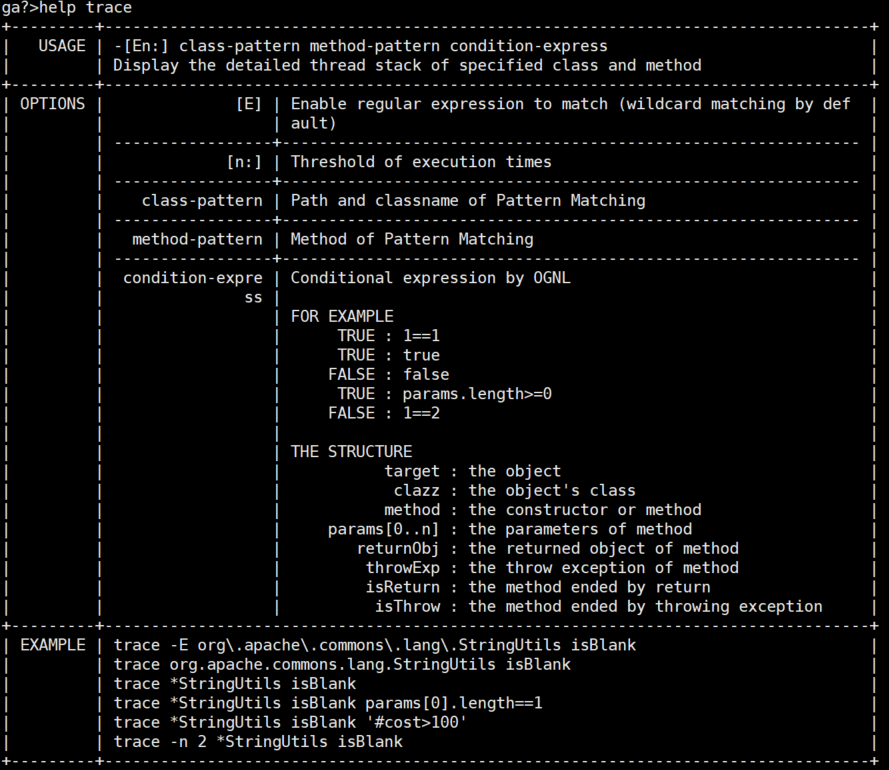 ga?>help trace
+---------+----------------------------------------------------------------------------------+
|   USAGE | -[En:] class-pattern method-pattern condition-express                            |
|         | Display the detailed thread stack of specified class and method                  |
+---------+----------------------------------------------------------------------------------+
| OPTIONS |              [E] | Enable regular expression to match (wildcard matching by def  |
|         |                  | ault)                                                         |
|         | -----------------+-------------------------------------------------------------- |
|         |             [n:] | Threshold of execution times                                  |
|         | -----------------+-------------------------------------------------------------- |
|         |    class-pattern | Path and classname of Pattern Matching                        |
|         | -----------------+-------------------------------------------------------------- |
|         |   method-pattern | Method of Pattern Matching                                    |
|         | -----------------+-------------------------------------------------------------- |
|         |  condition-expre | Conditional expression by OGNL                                |
|         |               ss |                                                               |
|         |                  | FOR EXAMPLE                                                   |
|         |                  |      TRUE : 1==1                                              |
|         |                  |      TRUE : true                                              |
|         |                  |     FALSE : false                                             |
|         |                  |      TRUE : params.length>=0                                  |
|         |                  |     FALSE : 1==2                                              |
|         |                  |                                                               |
|         |                  | THE STRUCTURE                                                 |
|         |                  |           target : the object                                 |
|         |                  |            clazz : the object's class                         |
|         |                  |           method : the constructor or method                  |
|         |                  |     params[0..n] : the parameters of method                   |
|         |                  |        returnObj : the returned object of method              |
|         |                  |         throwExp : the throw exception of method              |
|         |                  |         isReturn : the method ended by return                 |
|         |                  |          isThrow : the method ended by throwing exception     |
+---------+----------------------------------------------------------------------------------+
| EXAMPLE | trace -E org\.apache\.commons\.lang\.StringUtils isBlank                         |
|         | trace org.apache.commons.lang.StringUtils isBlank                                |
|         | trace *StringUtils isBlank                                                       |
|         | trace *StringUtils isBlank params[0].length==1                                   |
|         | trace *StringUtils isBlank '#cost>100'                                           |
|         | trace -n 2 *StringUtils isBlank                                                  |
+---------+----------------------------------------------------------------------------------+